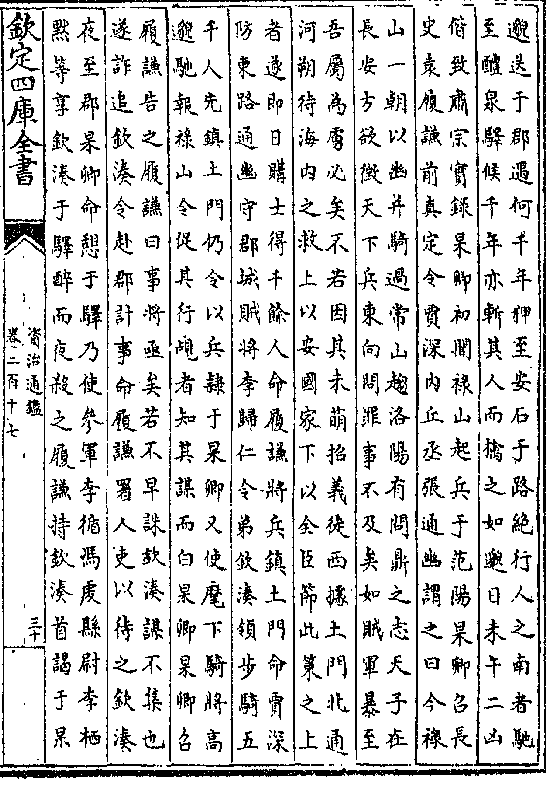 邈送于郡遇何千年狎至安石于路絶行人之南者馳
至醴泉驛候千年亦斬其人而擒之如邈日未午二凶
偕致肅宗實錄杲卿初聞禄山起兵于范陽杲卿召長
史袁履謙前真定令賈深内丘丞張通幽謂之曰今禄
山一朝以幽并騎過常山趨洛陽有問鼎之志天子在
長安方欲徵天下兵東向問罪事不及矣如賊軍暴至
吾屬為虜必矣不若因其未萌招義徒西據土門北通
河朔待海内之救上以安國家下以全臣節此策之上
者遂即日購士得千餘人命履謙將兵鎮土門命賈深
防東路通幽守郡城賊將李歸仁令弟欽湊領步騎五
千人先鎮土門仍令以兵隸于杲卿又使麾下騎將高
邈馳報禄山令促其行覘者知其謀而白杲卿杲卿召
履謙告之履謙曰事將亟矣若不早誅欽湊謀不集也
遂詐追欽湊令赴郡計事命履謙署人吏以待之欽湊
夜至郡杲卿命憇于驛乃使參軍李循馮虔縣尉李栖
黙等享欽湊于驛醉而夜殺之履謙持欽湊首謁于杲
欽定四庫全書
資治通鑑
卷二百十七
三十